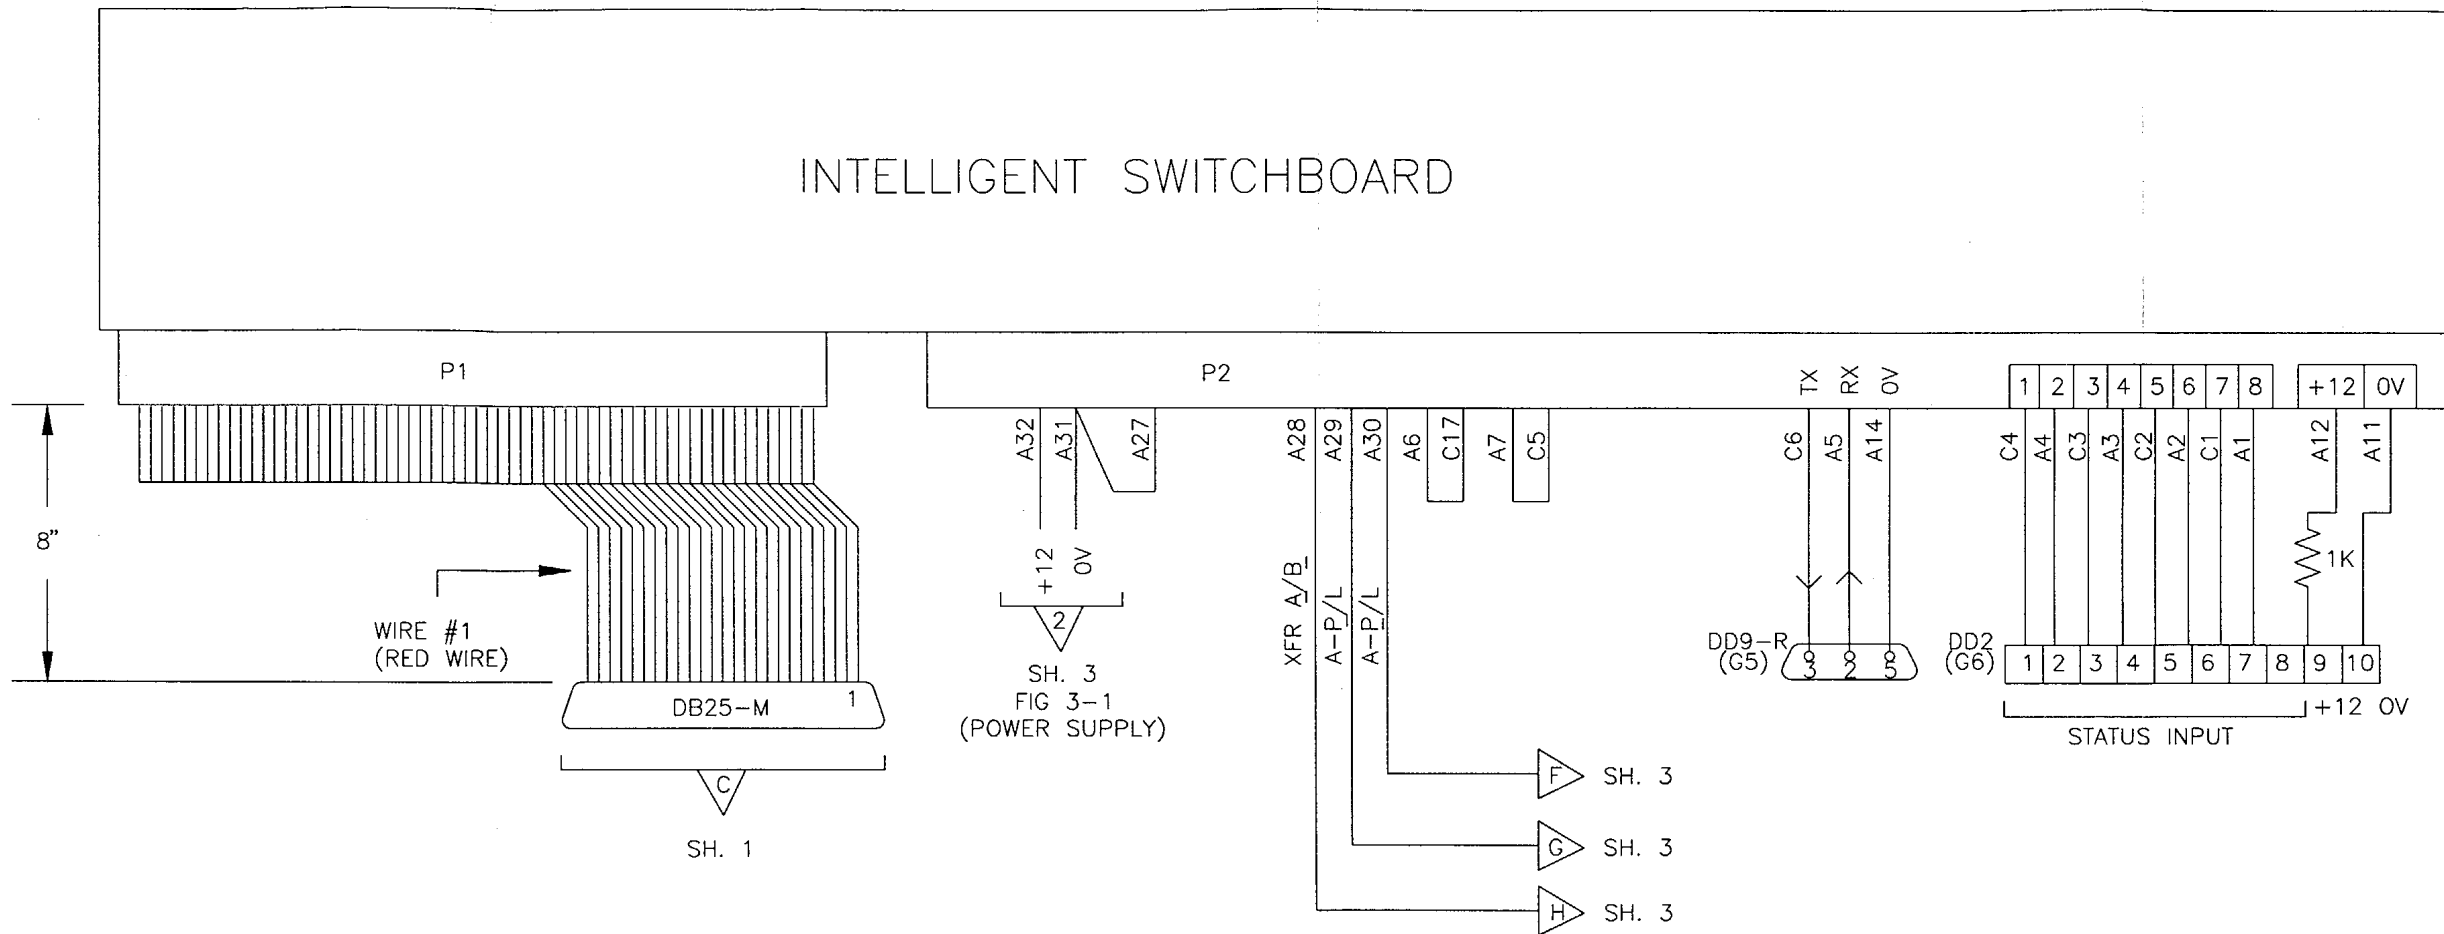 INTELLIGENT SWITCHBOARD
P1
P2
TX
RX
0V
1 2 3 4 5 6 7 8 +12 0V
A32
A31
A27
A28
A29
A30
A6
C17
A7
C5
C6
A5
A14
C4
A4
C3
A3
C2
A2
C1
A1
A12
A11
8"
WIRE #1
(RED WIRE)
+12
0V
2
SH. 3
FIG 3-1
(POWER SUPPLY)
XFR A/B
A-P/L
A-P/L
1K
DD9-R
(G5)
3 2 5
DD2
(G6)
1 2 3 4 5 6 7 8 9 10
+12 0V
STATUS INPUT
DB25-M
1
C
SH. 1
F SH. 3
G SH. 3
H SH. 3